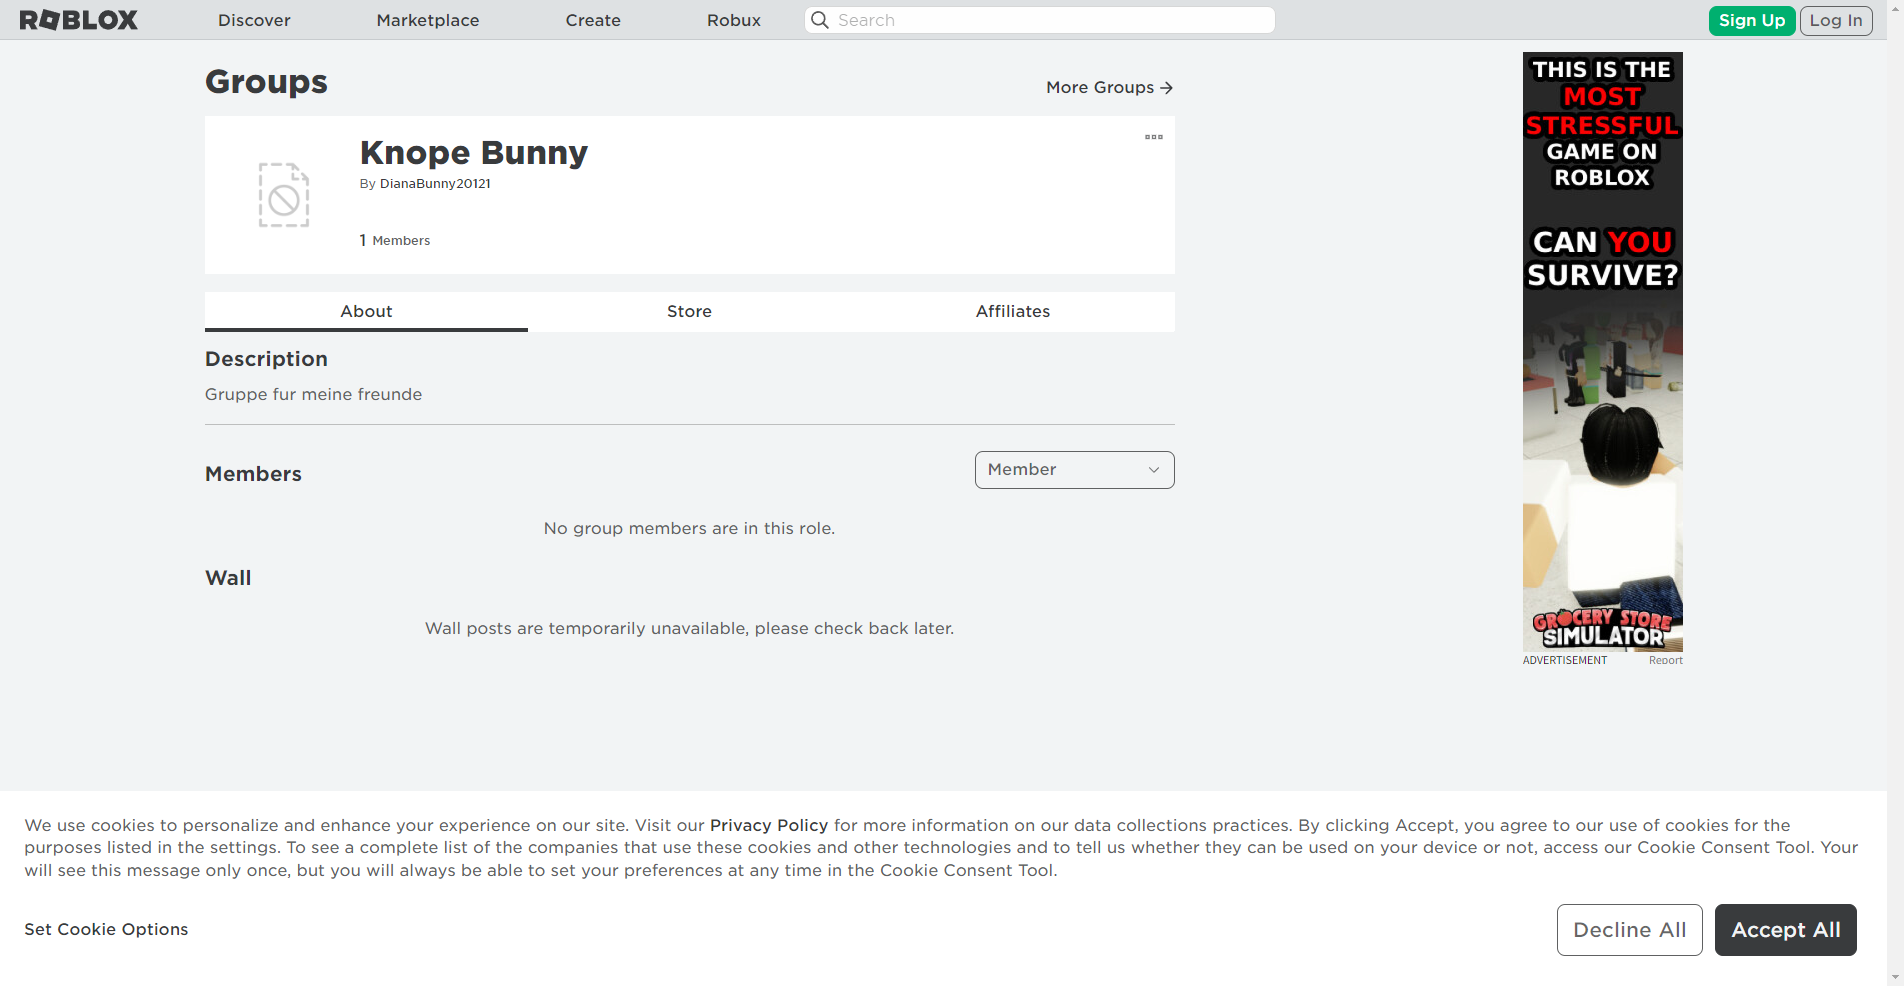 ROBLOX
Discover
Marketplace
Create
Robux
Search
Sign Up
Log In
Groups
More Groups →
Knope Bunny
By DianaBunny20121
1 Members
About
Store
Affiliates
Description
Gruppe fur meine freunde
Members
Member
No group members are in this role.
Wall
Wall posts are temporarily unavailable, please check back later.
THIS IS THE
MOST
STRESSFUL
GAME ON
ROBLOX
CAN YOU
SURVIVE?
GROCERY STORE
SIMULATOR
ADVERTISEMENT
Report
We use cookies to personalize and enhance your experience on our site. Visit our Privacy Policy for more information on our data collections practices. By clicking Accept, you agree to our use of cookies for the
purposes listed in the settings. To see a complete list of the companies that use these cookies and other technologies and to tell us whether they can be used on your device or not, access our Cookie Consent Tool. Your
will see this message only once, but you will always be able to set your preferences at any time in the Cookie Consent Tool.
Set Cookie Options
Decline All
Accept All